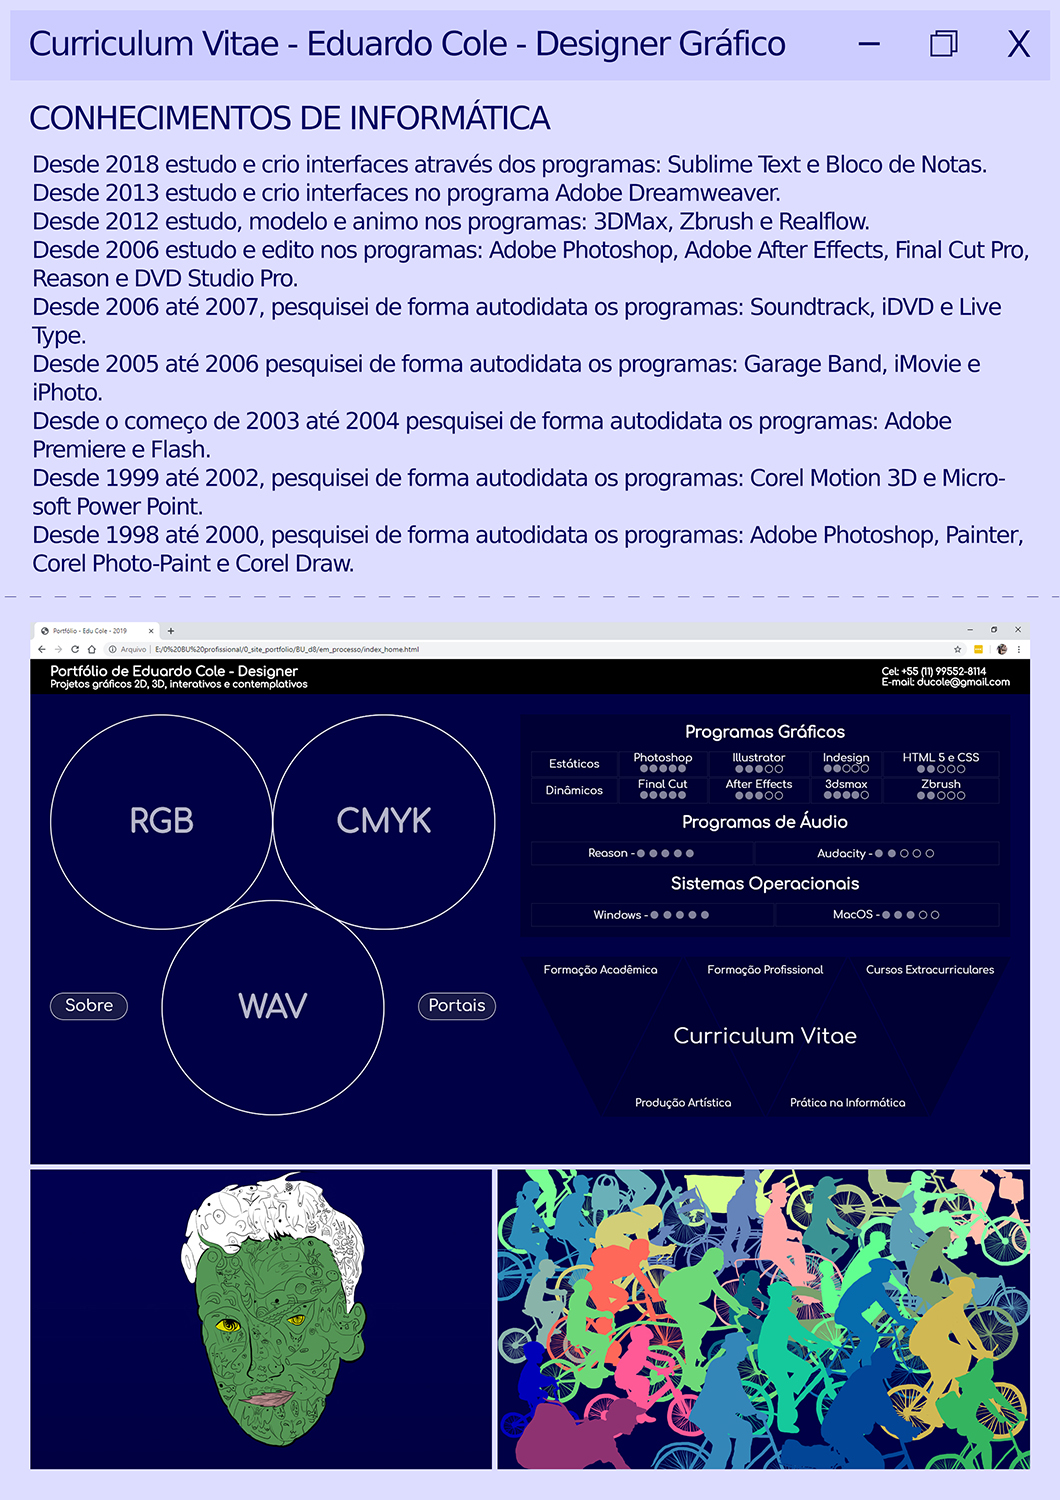 Curriculum Vitae - Eduardo Cole - Designer Gráfico
CONHECIMENTOS DE INFORMÁTICA
Desde 2018 estudo e crio interfaces através dos programas: Sublime Text e Bloco de Notas.
Desde 2013 estudo e crio interfaces no programa Adobe Dreamweaver.
Desde 2012 estudo, modelo e animo nos programas: 3DMax, Zbrush e Realflow.
Desde 2006 estudo e edito nos programas: Adobe Photoshop, Adobe After Effects, Final Cut Pro,
Reason e DVD Studio Pro.
Desde 2006 até 2007, pesquisei de forma autodidata os programas: Soundtrack, iDVD e Live
Type.
Desde 2005 até 2006 pesquisei de forma autodidata os programas: Garage Band, iMovie e
iPhoto.
Desde o começo de 2003 até 2004 pesquisei de forma autodidata os programas: Adobe
Premiere e Flash.
Desde 1999 até 2002, pesquisei de forma autodidata os programas: Corel Motion 3D e Micro-
soft Power Point.
Desde 1998 até 2000, pesquisei de forma autodidata os programas: Adobe Photoshop, Painter,
Corel Photo-Paint e Corel Draw.
Portfólio - Edu Cole - 2019
Arquivo | E:/0%20BU%20profissional/0_site_portfolio/BU_d8/em_processo/index_home.html
Portfólio de Eduardo Cole - Designer
Projetos gráficos 2D, 3D, interativos e contemplativos
Cel: +55 (11) 99552-8114
E-mail: ducole@gmail.com
RGB
CMYK
WAV
Sobre
Portais
Programas Gráficos
Estáticos Photoshop Illustrator Indesign HTML 5 e CSS
Dinâmicos Final Cut After Effects 3dsmax Zbrush
Programas de Áudio
Reason - Audacity -
Sistemas Operacionais
Windows - MacOS -
Formação Acadêmica Formação Profissional Cursos Extracurriculares
Curriculum Vitae
Produção Artística Prática na Informática